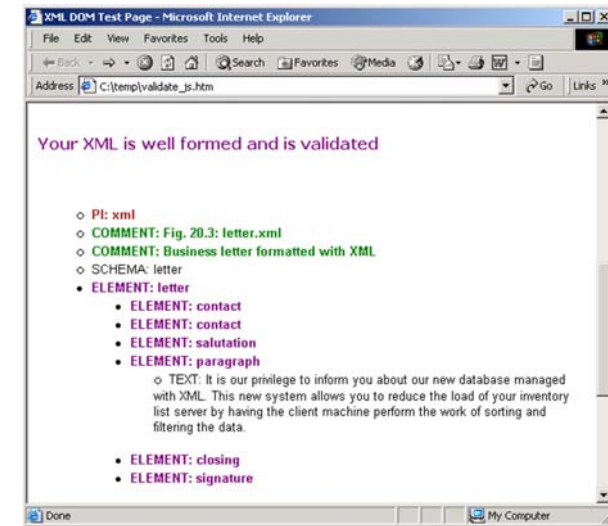 XML DOM Test Page - Microsoft Internet Explorer
File Edit View Favorites Tools Help
Back Search Favorites Media
Address C:\temp\validate_js.htm Go Links »
Your XML is well formed and is validated
PI: xml
COMMENT: Fig. 20.3: letter.xml
COMMENT: Business letter formatted with XML
SCHEMA: letter
ELEMENT: letter
ELEMENT: contact
ELEMENT: contact
ELEMENT: salutation
ELEMENT: paragraph
TEXT: It is our privilege to inform you about our new database managed
with XML. This new system allows you to reduce the load of your inventory
list server by having the client machine perform the work of sorting and
filtering the data.
ELEMENT: closing
ELEMENT: signature
Done My Computer